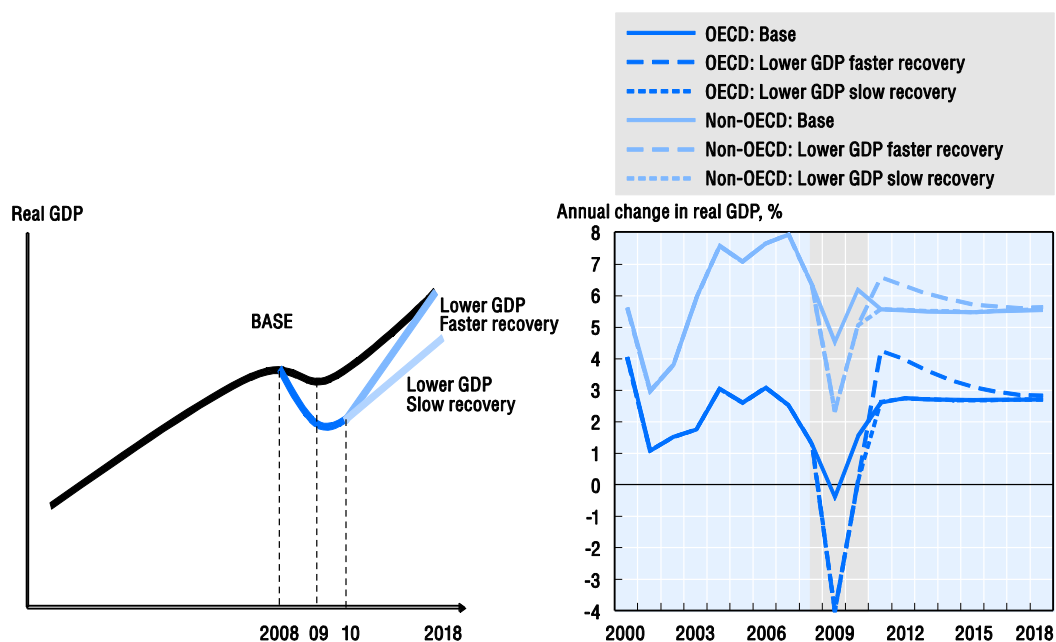 OECD: Base
OECD: Lower GDP faster recovery
OECD: Lower GDP slow recovery
Non-OECD: Base
Non-OECD: Lower GDP faster recovery
Non-OECD: Lower GDP slow recovery
Real GDP
BASE
Lower GDP
Faster recovery
Lower GDP
Slow recovery
2008 09 10 2018
Annual change in real GDP, %
8
7
6
5
4
3
2
1
0
-1
-2
-3
-4
2000 2003 2006 2009 2012 2015 2018